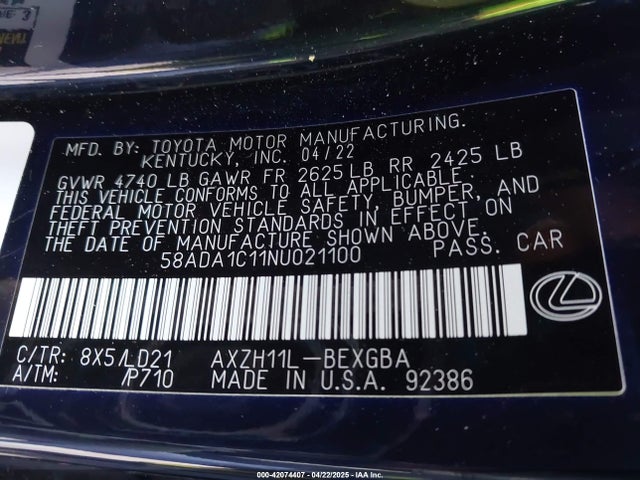 MFD. BY: TOYOTA MOTOR MANUFACTURING.
KENTUCKY, INC. 04/22
GVWR 4740 LB GAWR FR 2625 LB RR 2425 LB
THIS VEHICLE CONFORMS TO ALL APPLICABLE
FEDERAL MOTOR VEHICLE SAFETY, BUMPER, AND
THEFT PREVENTION STANDARDS IN EFFECT ON
THE DATE OF MANUFACTURE SHOWN ABOVE.
58ADA1C11NU021100 PASS. CAR
C/TR: 8X5/LD21 AXZH11L-BEXGBA
A/TM: /P710 MADE IN U.S.A. 92386
000-42074407 - 04/22/2025 - IAA Inc.